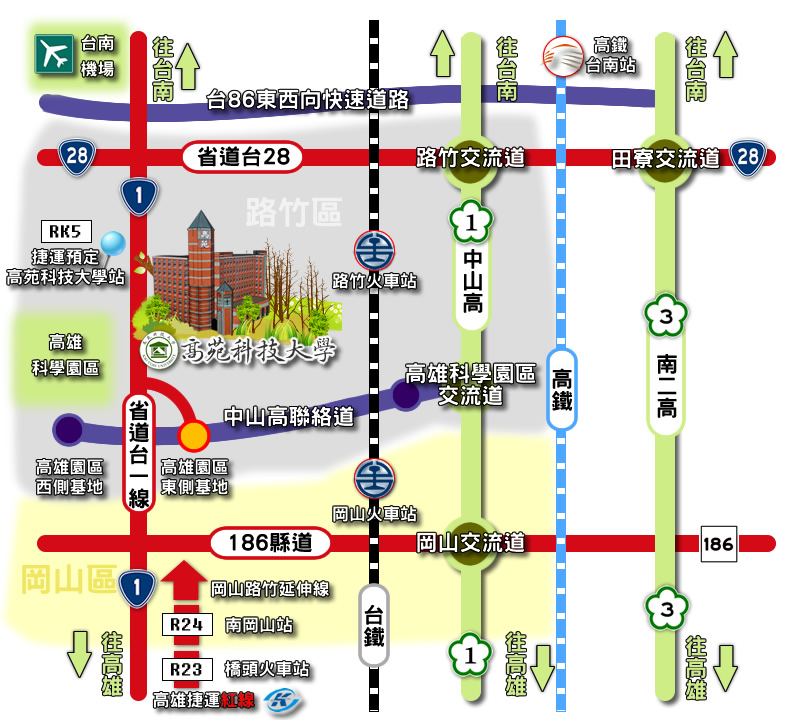 台南
機場
往台南
往台南
高鐵
台南站
往台南
台86東西向快速道路
28
省道台28
路竹交流道
田寮交流道
28
1
路竹區
RK5
捷運預定
高苑科技大學站
高苑
路竹火車站
1
中山高
高雄
科學園區
高苑科技大學
3
南二高
高雄科學園區
交流道
高鐵
中山高聯絡道
省道台一線
高雄園區
西側基地
高雄園區
東側基地
岡山火車站
186縣道
岡山交流道
186
岡山區
1
岡山路竹延伸線
R24
南岡山站
台鐵
3
1
往高雄
R23
橋頭火車站
往高雄
往高雄
高雄捷運紅線